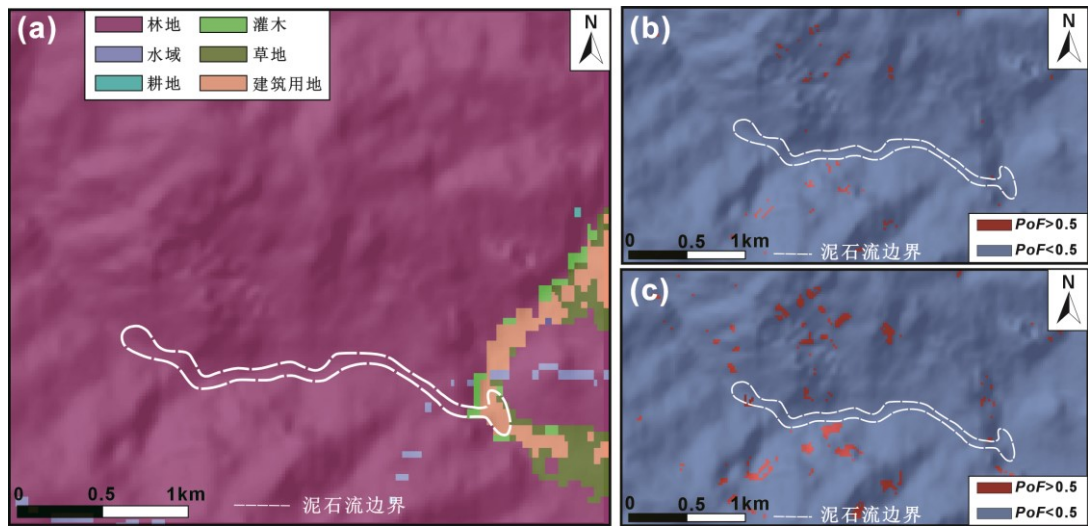 (a)
林地
灌木
水域
草地
耕地
建筑用地
N
0 0.5 1km
泥石流边界
(b)
N
PoF>0.5
PoF<0.5
0 0.5 1km
泥石流边界
(c)
N
PoF>0.5
PoF<0.5
0 0.5 1km
泥石流边界